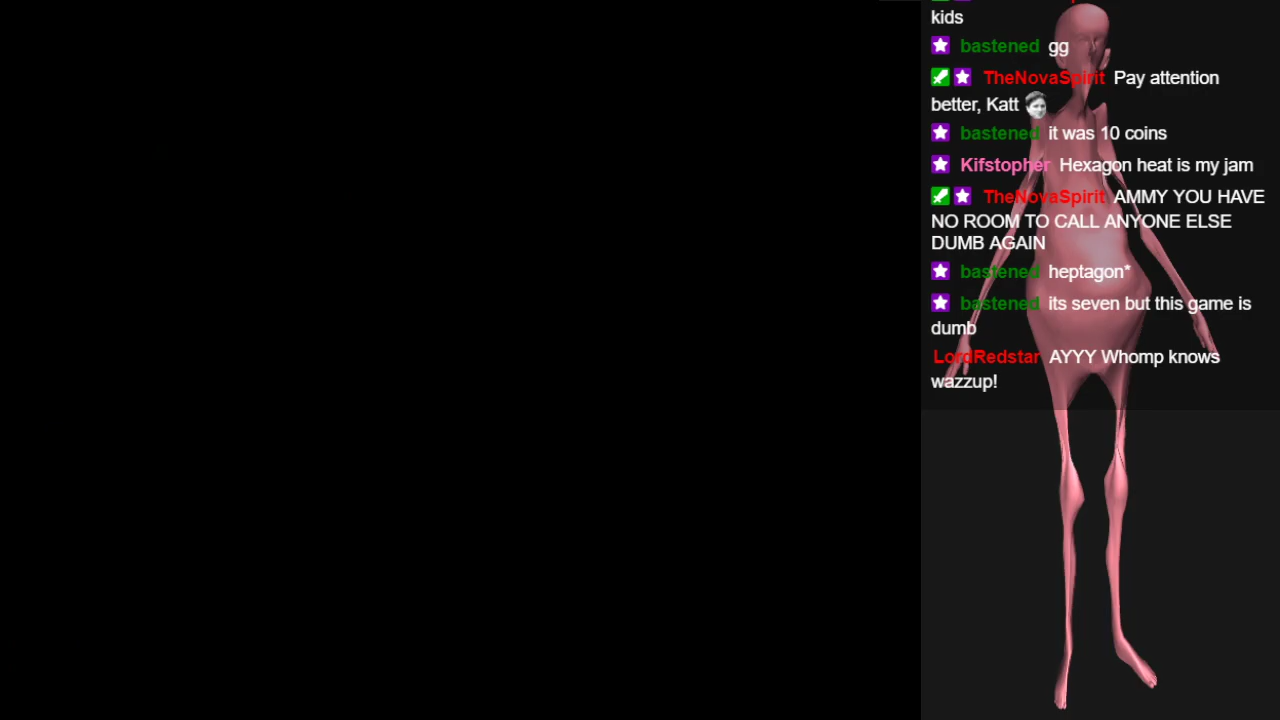 kids
bastened gg
TheNovaSpirit Pay attention
better, Katt
bastened it was 10 coins
Kifstopher Hexagon heat is my jam
TheNovaSpirit AMMY YOU HAVE
NO ROOM TO CALL ANYONE ELSE
DUMB AGAIN
bastened heptagon*
bastened its seven but this game is
dumb
LordRedstar AYYY Whomp knows
wazzup!